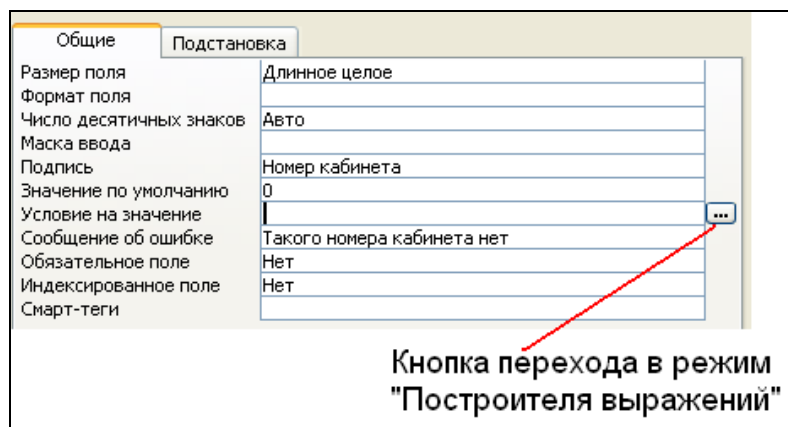 Общие Подстановка
Размер поля Длинное целое
Формат поля
Число десятичных знаков Авто
Маска ввода
Подпись Номер кабинета
Значение по умолчанию 0
Условие на значение ...
Сообщение об ошибке Такого номера кабинета нет
Обязательное поле Нет
Индексированное поле Нет
Смарт-теги
Кнопка перехода в режим
"Построителя выражений"